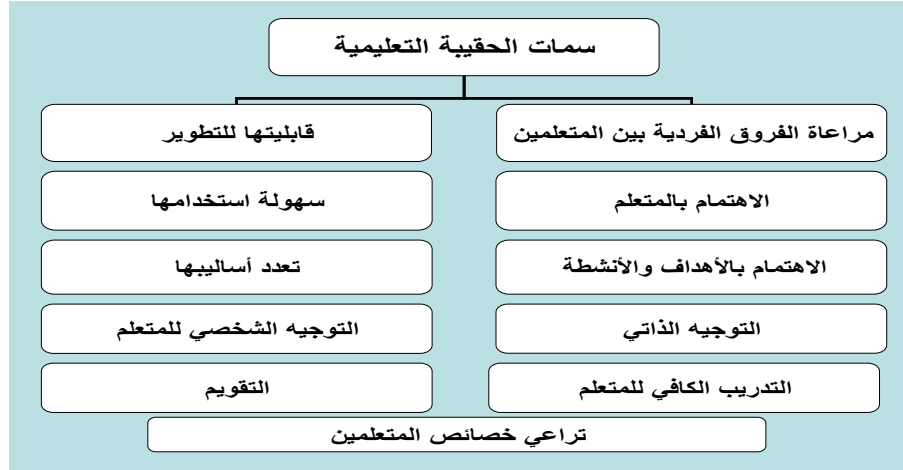 سمات الحقيبة التعليمية
مراعاة الفروق الفردية بين المتعلمين
قابليتها للتطوير
الاهتمام بالمتعلم
سهولة استخدامها
الاهتمام بالأهداف والأنشطة
تعدد أساليبها
التوجيه الذاتي
التوجيه الشخصي للمتعلم
التدريب الكافي للمتعلم
التقويم
تراعي خصائص المتعلمين